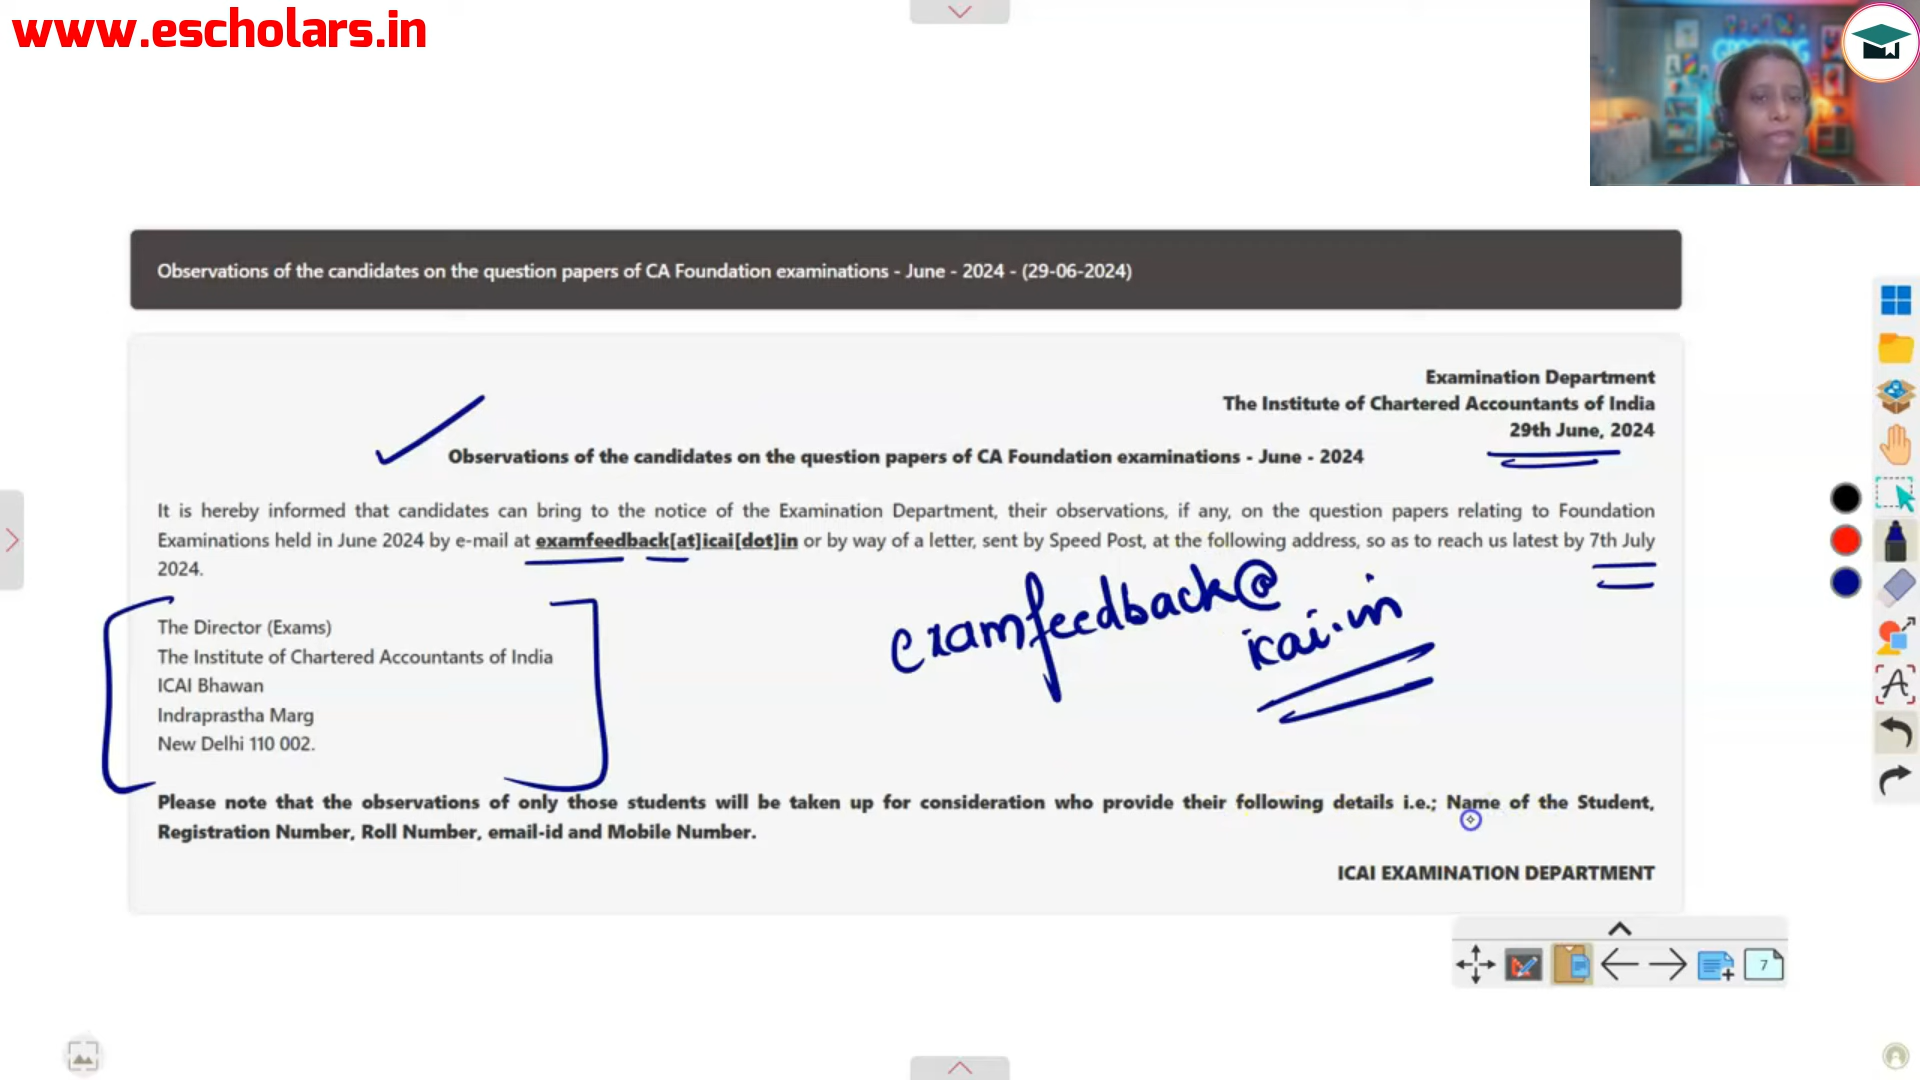 www.escholars.in
Observations of the candidates on the question papers of CA Foundation examinations - June - 2024 - (29-06-2024)
Examination Department
The Institute of Chartered Accountants of India
29th June, 2024
Observations of the candidates on the question papers of CA Foundation examinations - June - 2024
It is hereby informed that candidates can bring to the notice of the Examination Department, their observations, if any, on the question papers relating to Foundation
Examinations held in June 2024 by e-mail at examfeedback[at]icai[dot]in or by way of a letter, sent by Speed Post, at the following address, so as to reach us latest by 7th July
2024.
examfeedback@
icai.in
The Director (Exams)
The Institute of Chartered Accountants of India
ICAI Bhawan
Indraprastha Marg
New Delhi 110 002.
Please note that the observations of only those students will be taken up for consideration who provide their following details i.e.; Name of the Student,
Registration Number, Roll Number, email-id and Mobile Number.
ICAI EXAMINATION DEPARTMENT
7